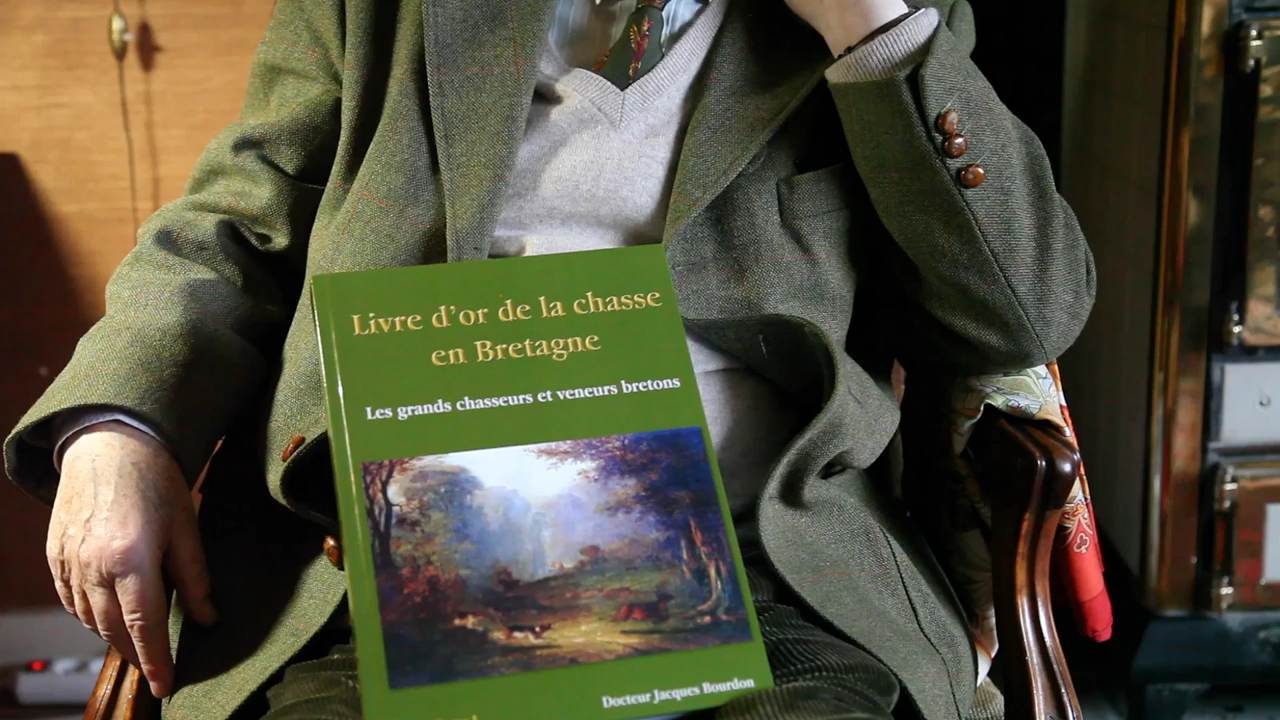 Livre d'or de la chasse
en Bretagne
Les grands chasseurs et veneurs bretons
Docteur Jacques Bourdon